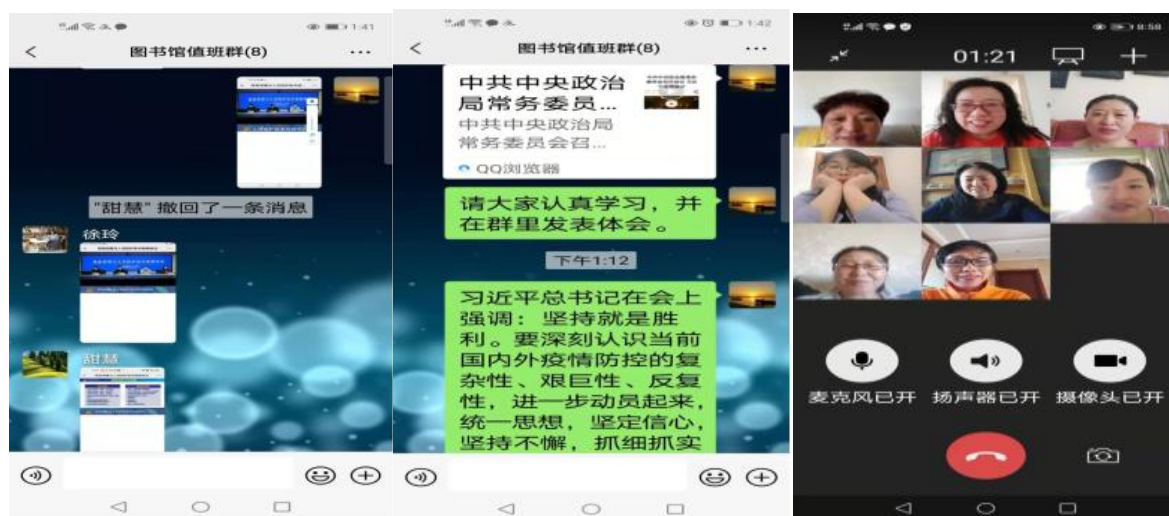 1:41
图书馆值班群(8)
"甜慧" 撤回了一条消息
徐玲
甜慧
1:42
图书馆值班群(8)
中共中央政治
局常务委员...
中共中央政治局
常务委员会召...
QQ浏览器
请大家认真学习，并
在群里发表体会。
下午1:12
习近平总书记在会上
强调：坚持就是胜
利。要深刻认识当前
国内外疫情防控的复
杂性、艰巨性、反复
性，进一步动员起来，
统一思想，坚定信心，
坚持不懈，抓细抓实
8:58
01:21
麦克风已开
扬声器已开
摄像头已开